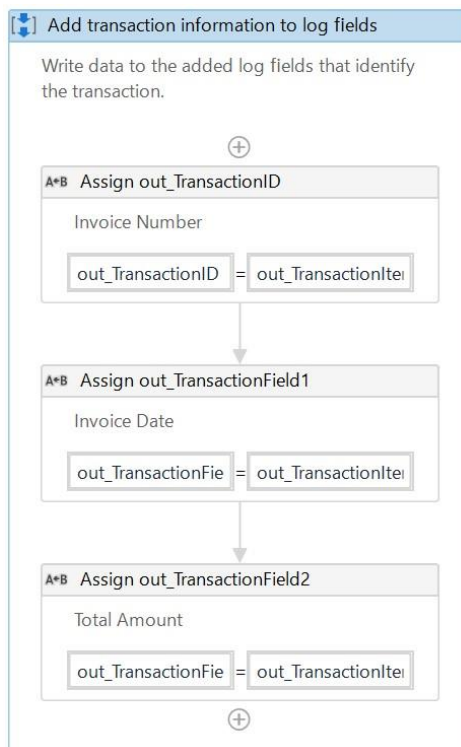 Add transaction information to log fields
Write data to the added log fields that identify
the transaction.
A+B Assign out_TransactionID
Invoice Number
out_TransactionID = out_TransactionIte
A+B Assign out_TransactionField1
Invoice Date
out_TransactionFie = out_TransactionIte
A+B Assign out_TransactionField2
Total Amount
out_TransactionFie = out_TransactionIte